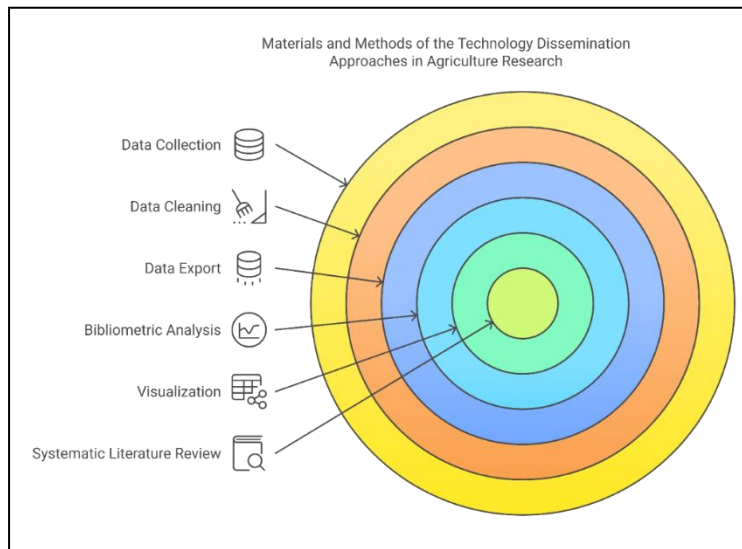 Materials and Methods of the Technology Dissemination
Approaches in Agriculture Research
Data Collection
Data Cleaning
Data Export
Bibliometric Analysis
Visualization
Systematic Literature Review